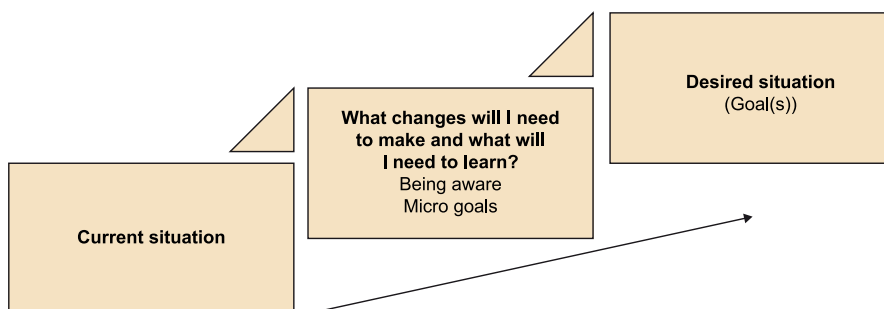 Current situation
What changes will I need
to make and what will
I need to learn?
Being aware
Micro goals
Desired situation
(Goal(s))